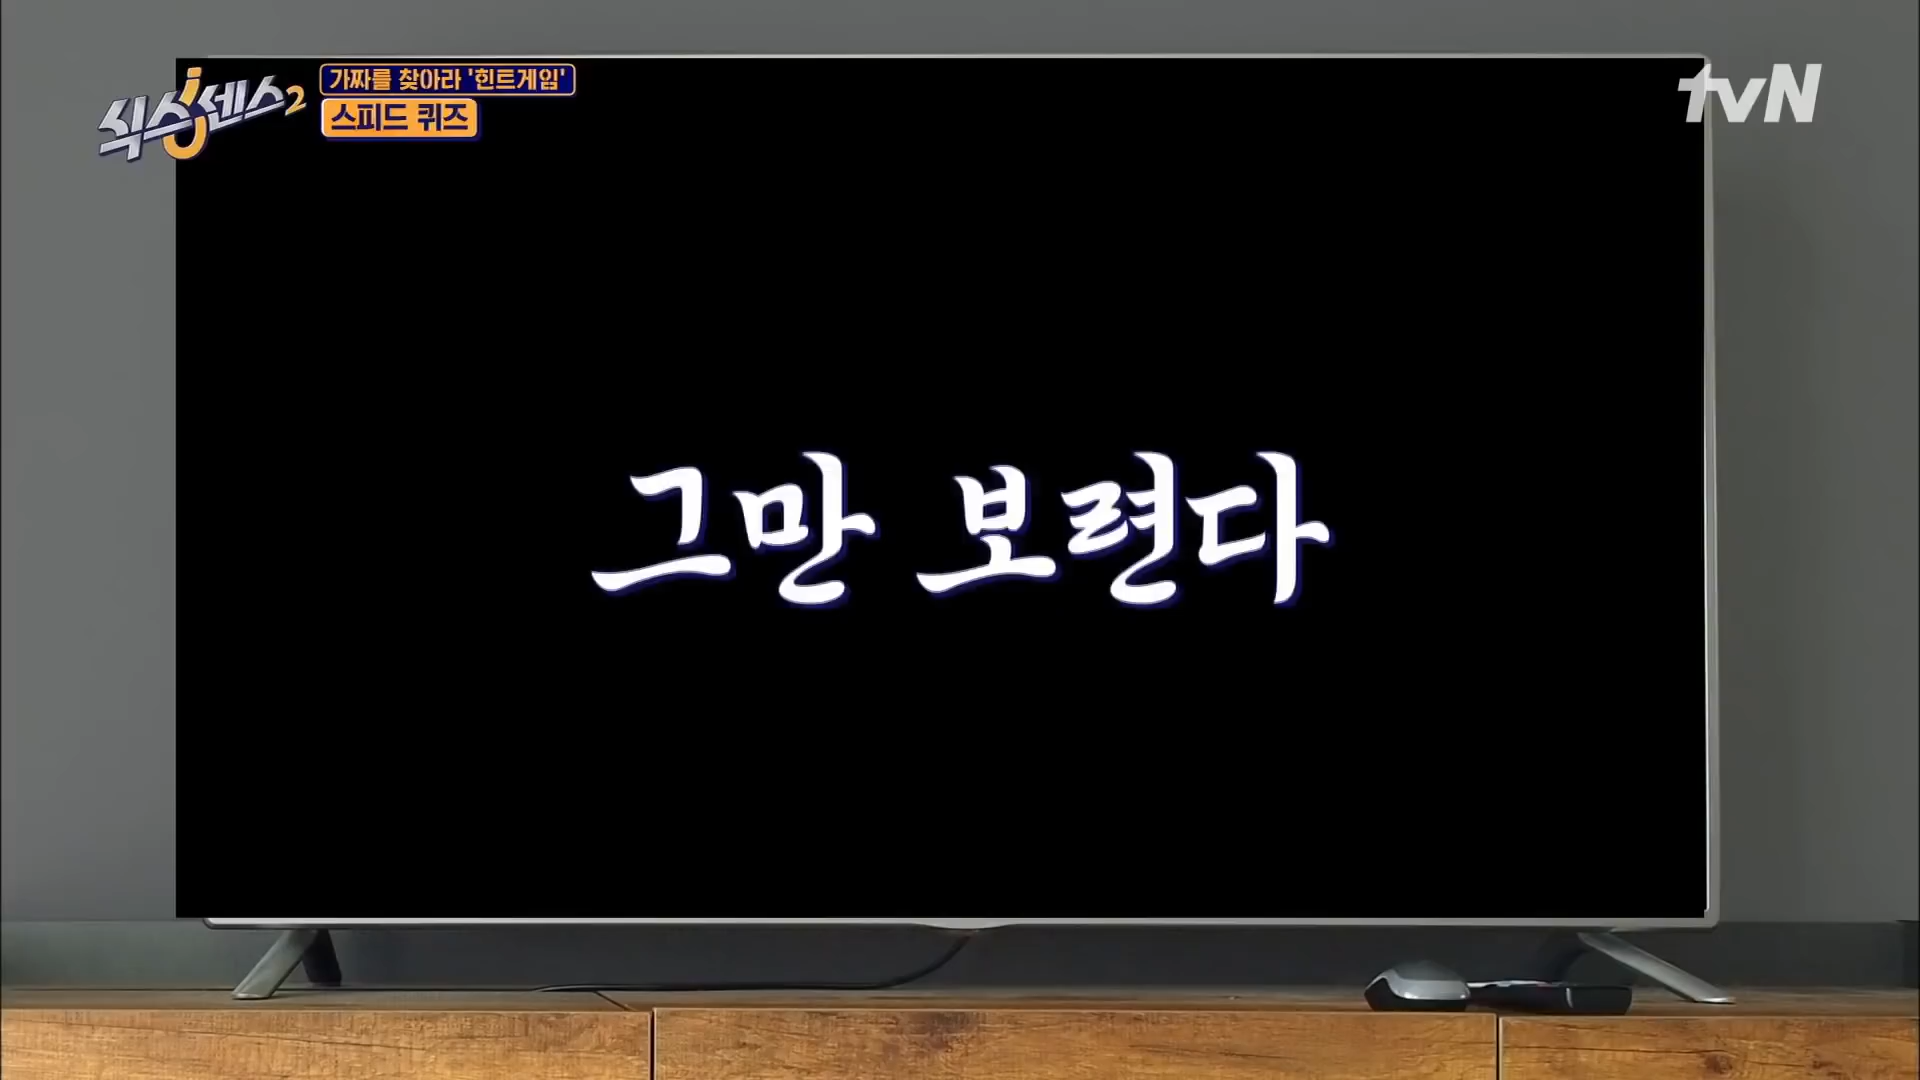 식스센스2
가짜를 찾아라 '힌트게임'
스피드 퀴즈
tvN
그만 보련다